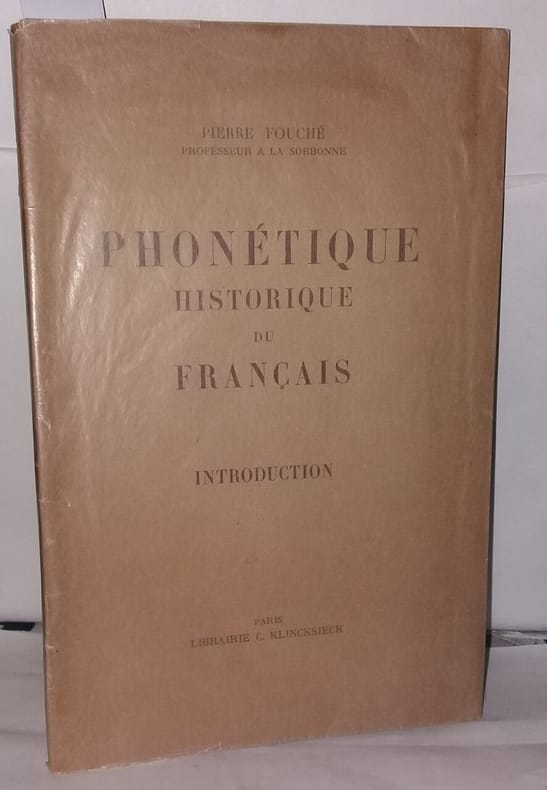 PIERRE FOUCHÉ
PROFESSEUR A LA SORBONNE
PHONÉTIQUE
HISTORIQUE
DU
FRANÇAIS
INTRODUCTION
PARIS
LIBRAIRIE C. KLINCKSIECK